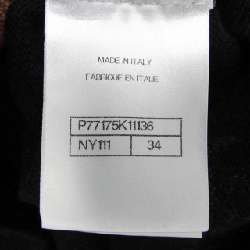 MADE IN ITALY
FABRIQUE EN ITALIE
P77175K11136
NY111 34